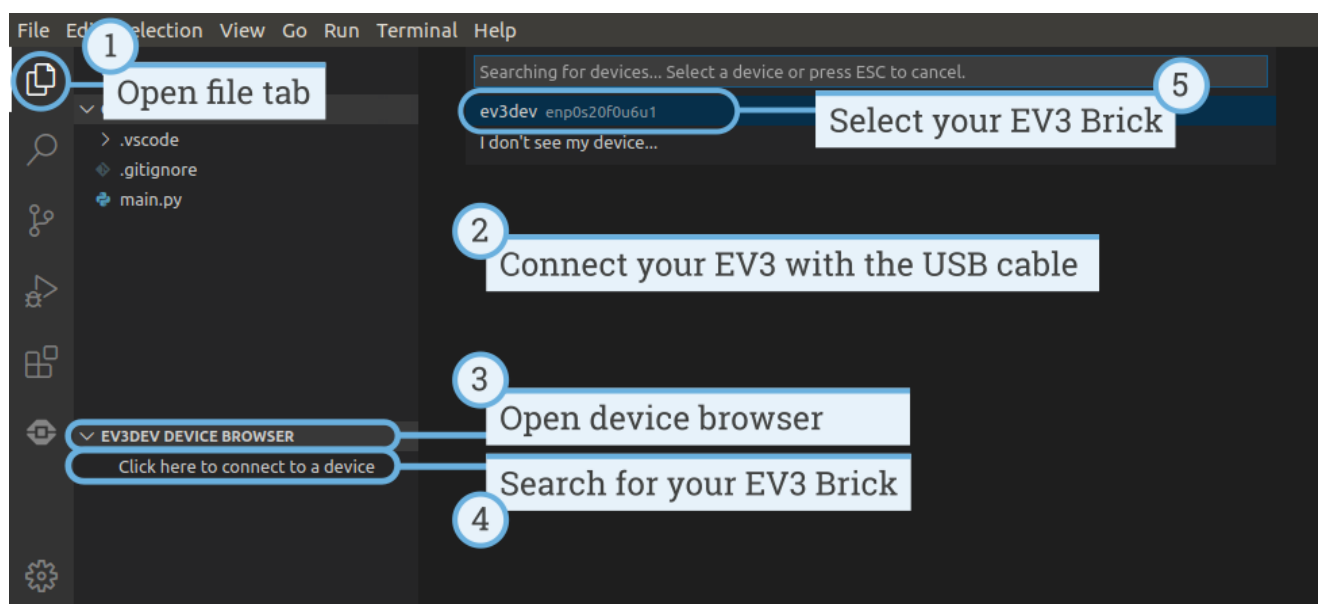 File Edit Selection View Go Run Terminal Help
1
Open file tab
Searching for devices... Select a device or press ESC to cancel.
5
ev3dev enp0s20f0u6u1
Select your EV3 Brick
I don't see my device...
.vscode
.gitignore
main.py
2
Connect your EV3 with the USB cable
3
Open device browser
EV3DEV DEVICE BROWSER
Click here to connect to a device
Search for your EV3 Brick
4